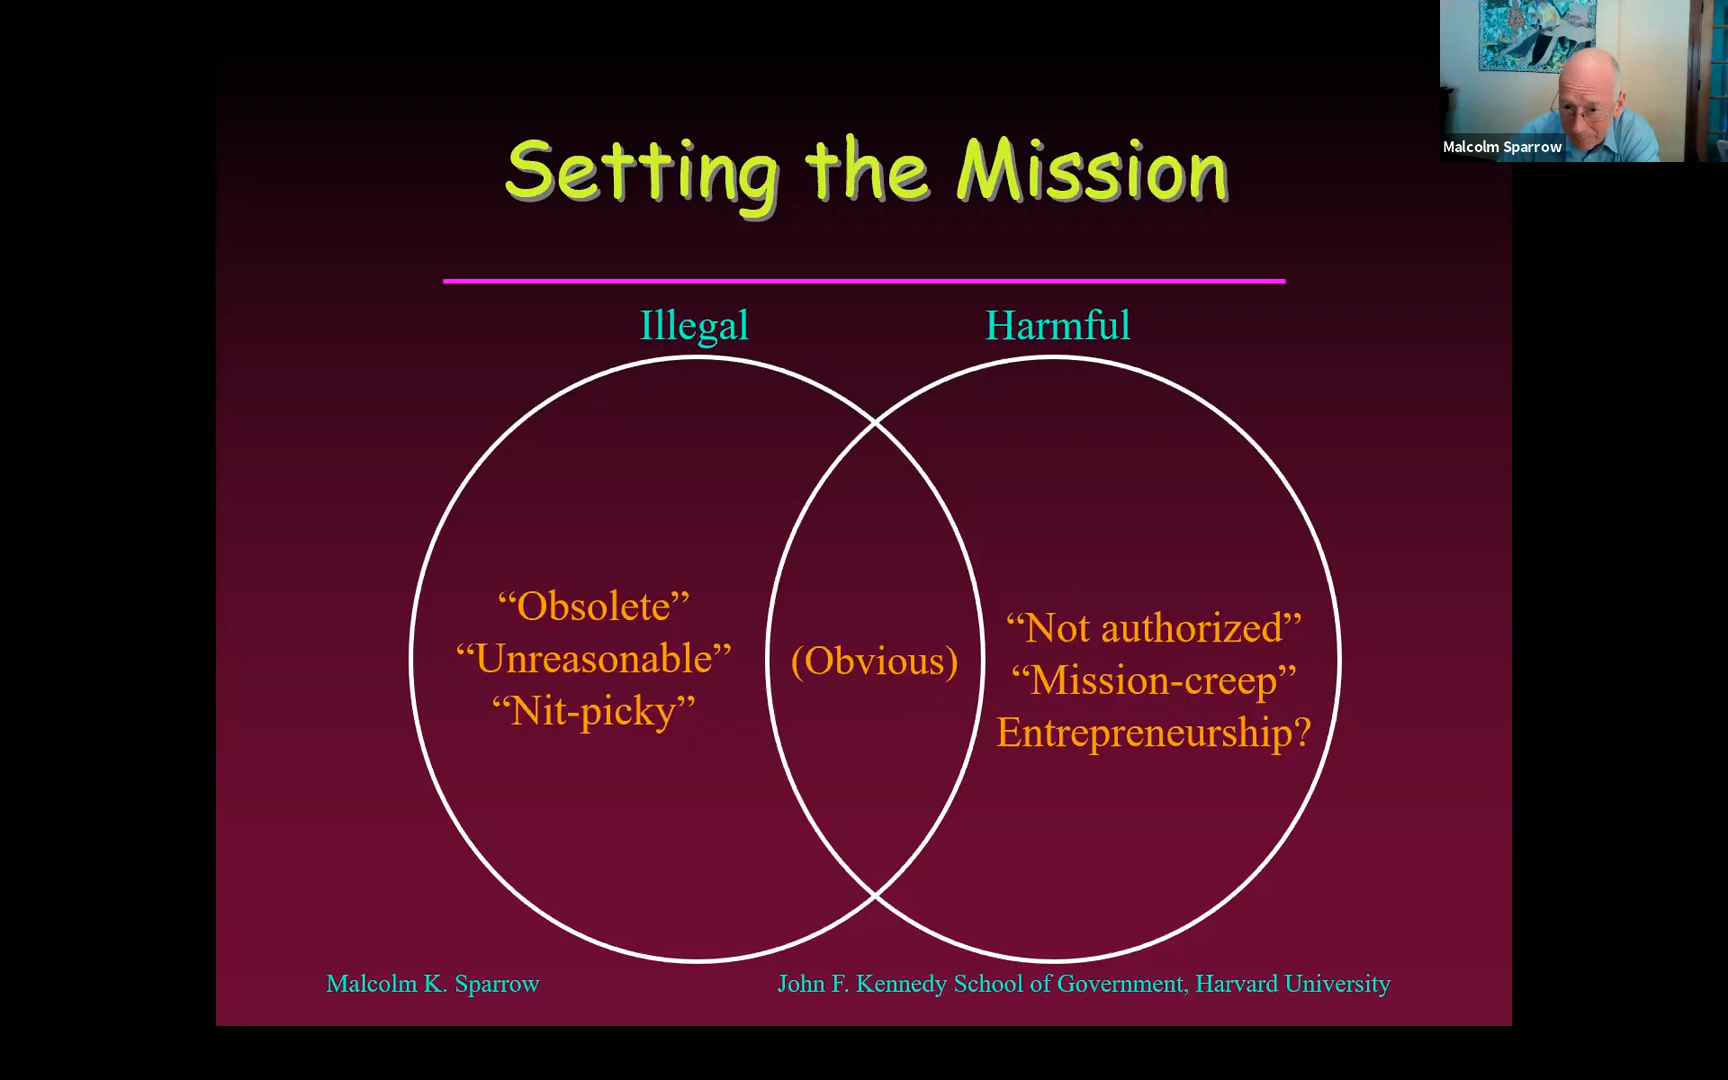 Malcolm Sparrow
Setting the Mission
Illegal
Harmful
“Obsolete”
“Unreasonable”
“Nit-picky”
(Obvious)
“Not authorized”
“Mission-creep”
Entrepreneurship?
Malcolm K. Sparrow
John F. Kennedy School of Government, Harvard University